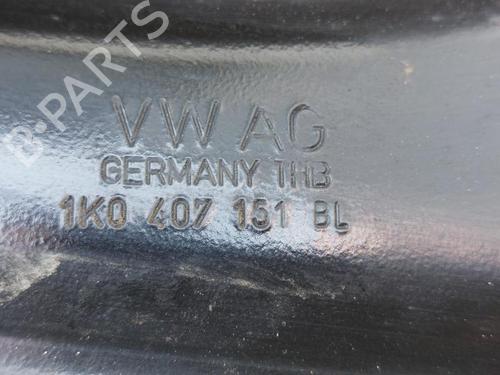 B-PARTS
VW AG
GERMANY THB
1K0 407 151 BL